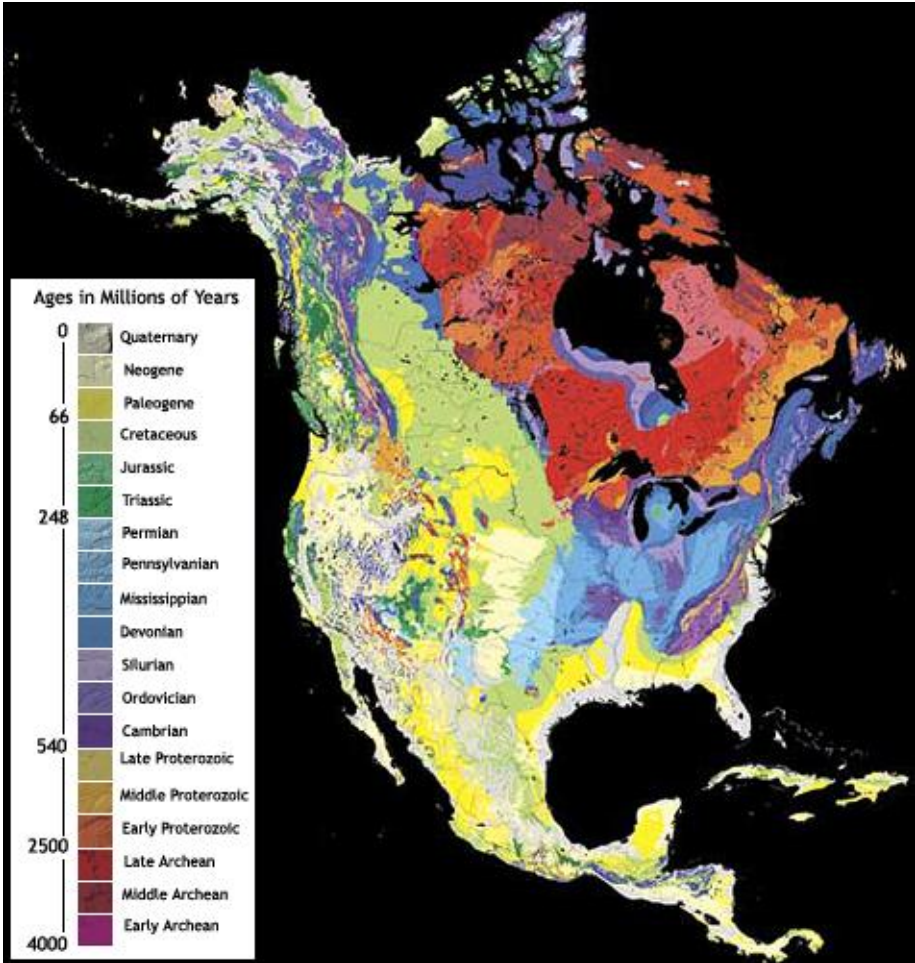 Ages in Millions of Years
0
Quaternary
Neogene
Paleogene
66
Cretaceous
Jurassic
Triassic
248
Permian
Pennsylvanian
Mississippian
Devonian
Silurian
Ordovician
Cambrian
540
Late Proterozoic
Middle Proterozoic
Early Proterozoic
2500
Late Archean
Middle Archean
Early Archean
4000